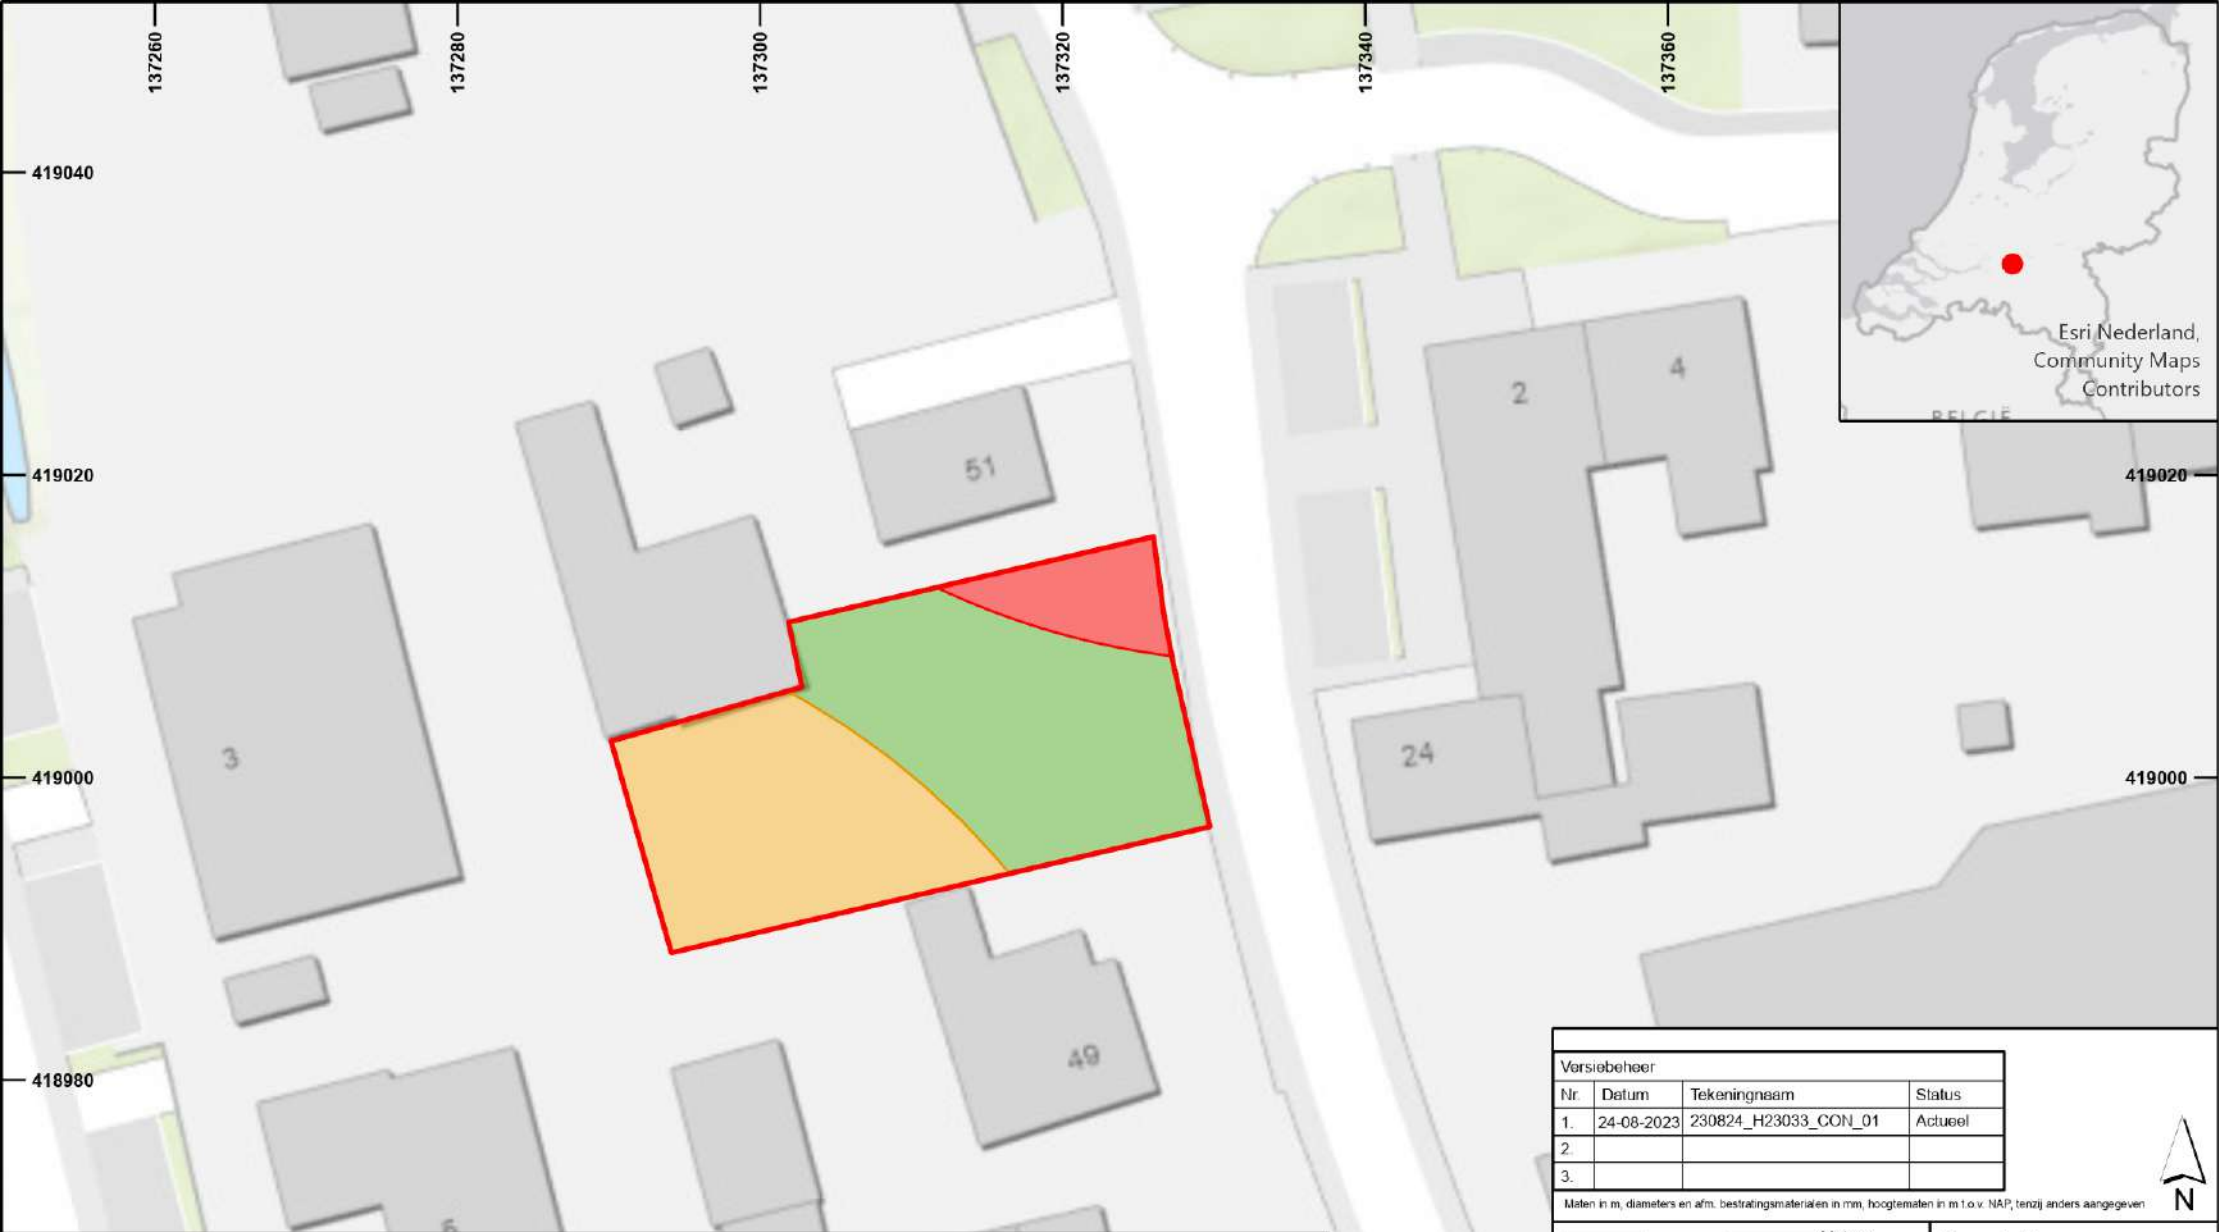 137260
137280
137300
137320
137340
137360
419040
419020
419000
418980
419020
419000
51
2
4
3
24
49
5
Esri Nederland,
Community Maps
Contributors
BELGIË
Versiebeheer
Nr. Datum Tekeningnaam Status
1. 24-08-2023 230824_H23033_CON_01 Actueel
2.
3.
Maten in m, diameters en afm. bestratingsmaterialen in mm, hoogtematen in m t.o.v. NAP, tenzij anders aangegeven
N